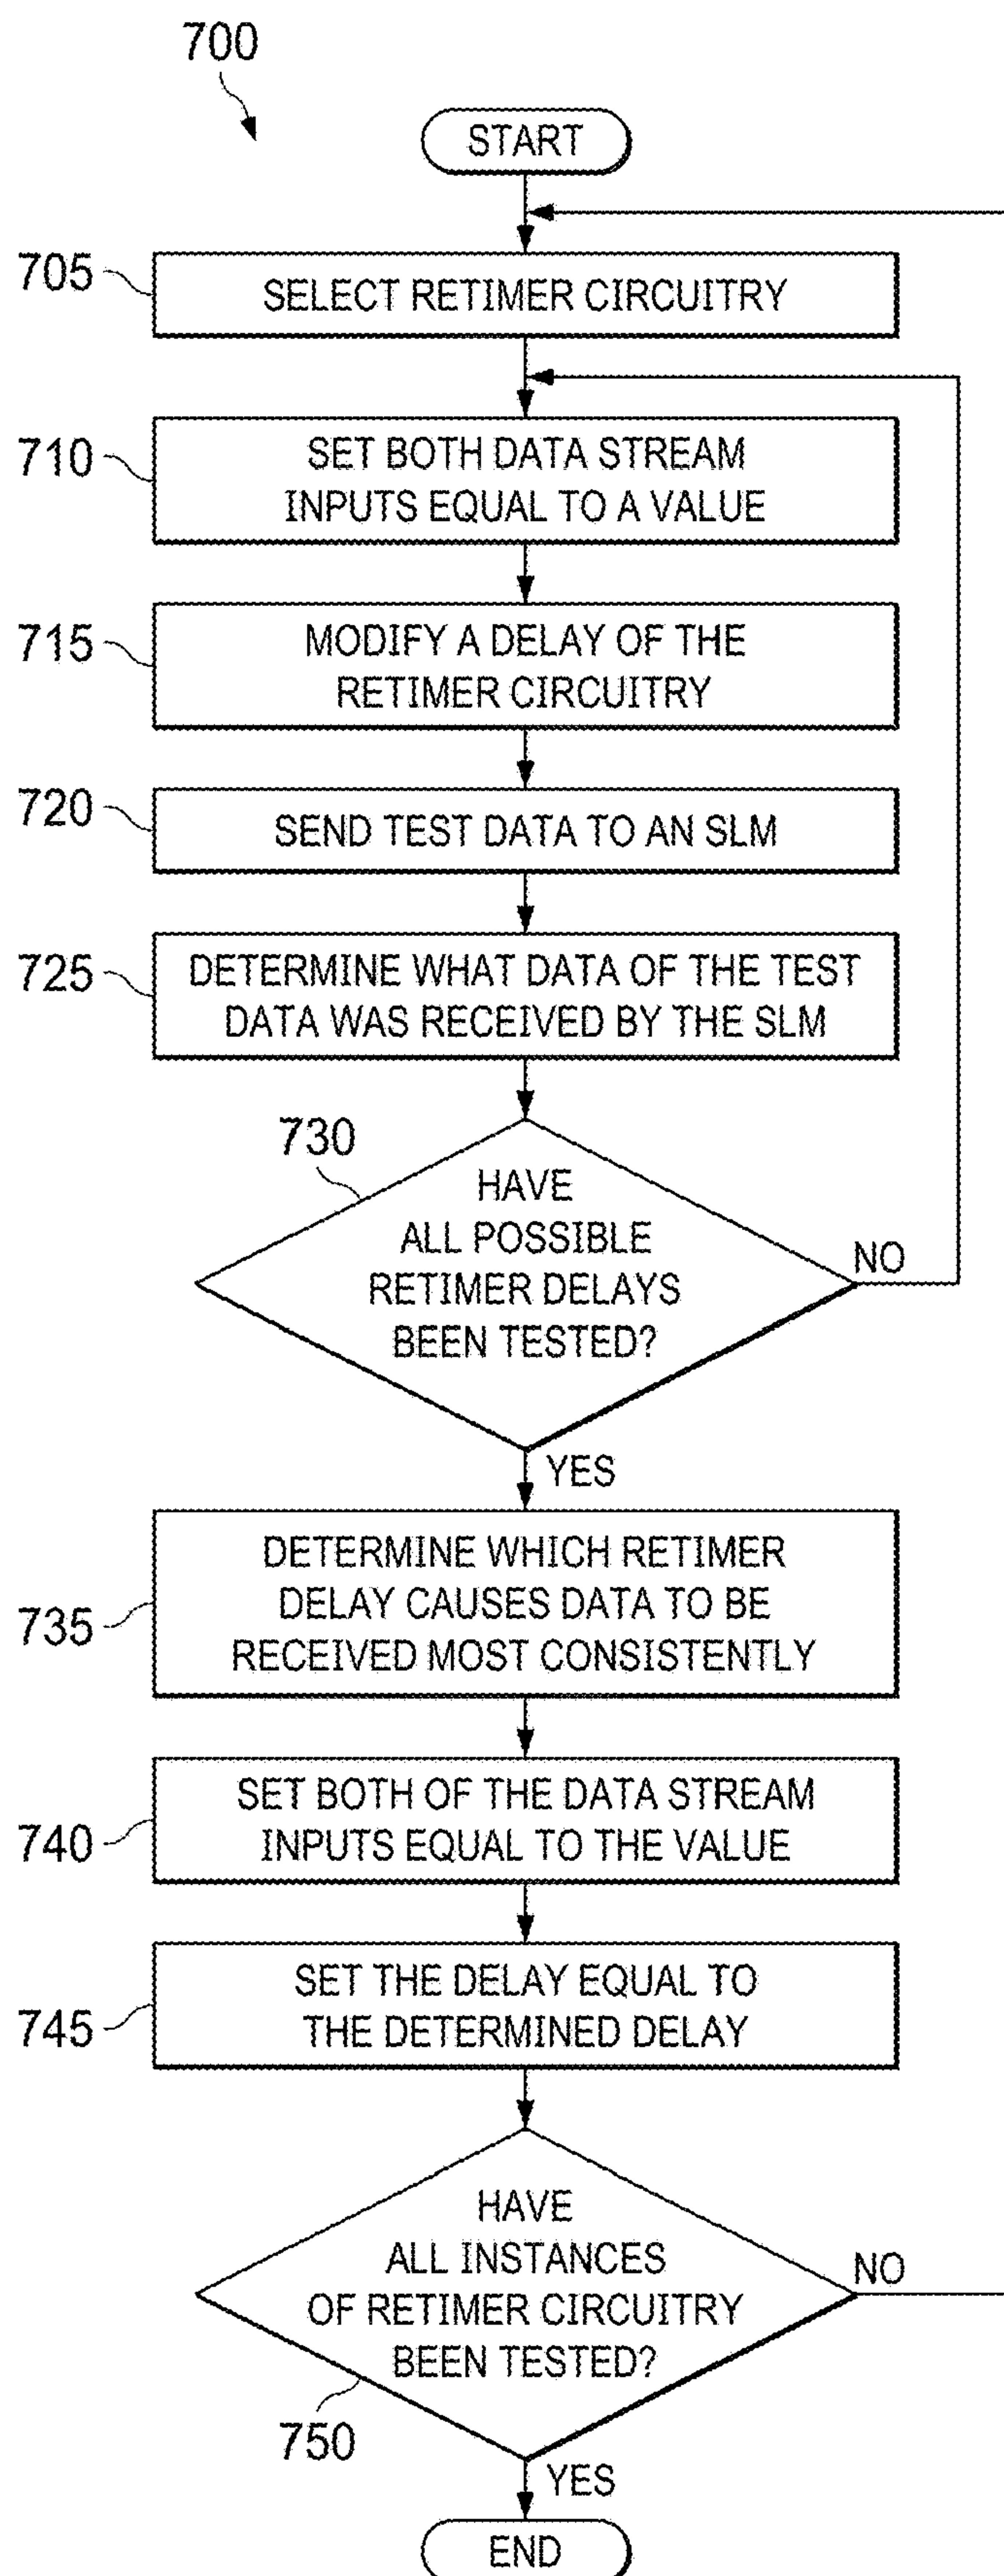 700
START
705
SELECT RETIMER CIRCUITRY
710
SET BOTH DATA STREAM
INPUTS EQUAL TO A VALUE
715
MODIFY A DELAY OF THE
RETIMER CIRCUITRY
720
SEND TEST DATA TO AN SLM
725
DETERMINE WHAT DATA OF THE TEST
DATA WAS RECEIVED BY THE SLM
730
HAVE
ALL POSSIBLE
RETIMER DELAYS
BEEN TESTED?
NO
YES
735
DETERMINE WHICH RETIMER
DELAY CAUSES DATA TO BE
RECEIVED MOST CONSISTENTLY
740
SET BOTH OF THE DATA STREAM
INPUTS EQUAL TO THE VALUE
745
SET THE DELAY EQUAL TO
THE DETERMINED DELAY
HAVE
ALL INSTANCES
OF RETIMER CIRCUITRY
BEEN TESTED?
NO
750
YES
END